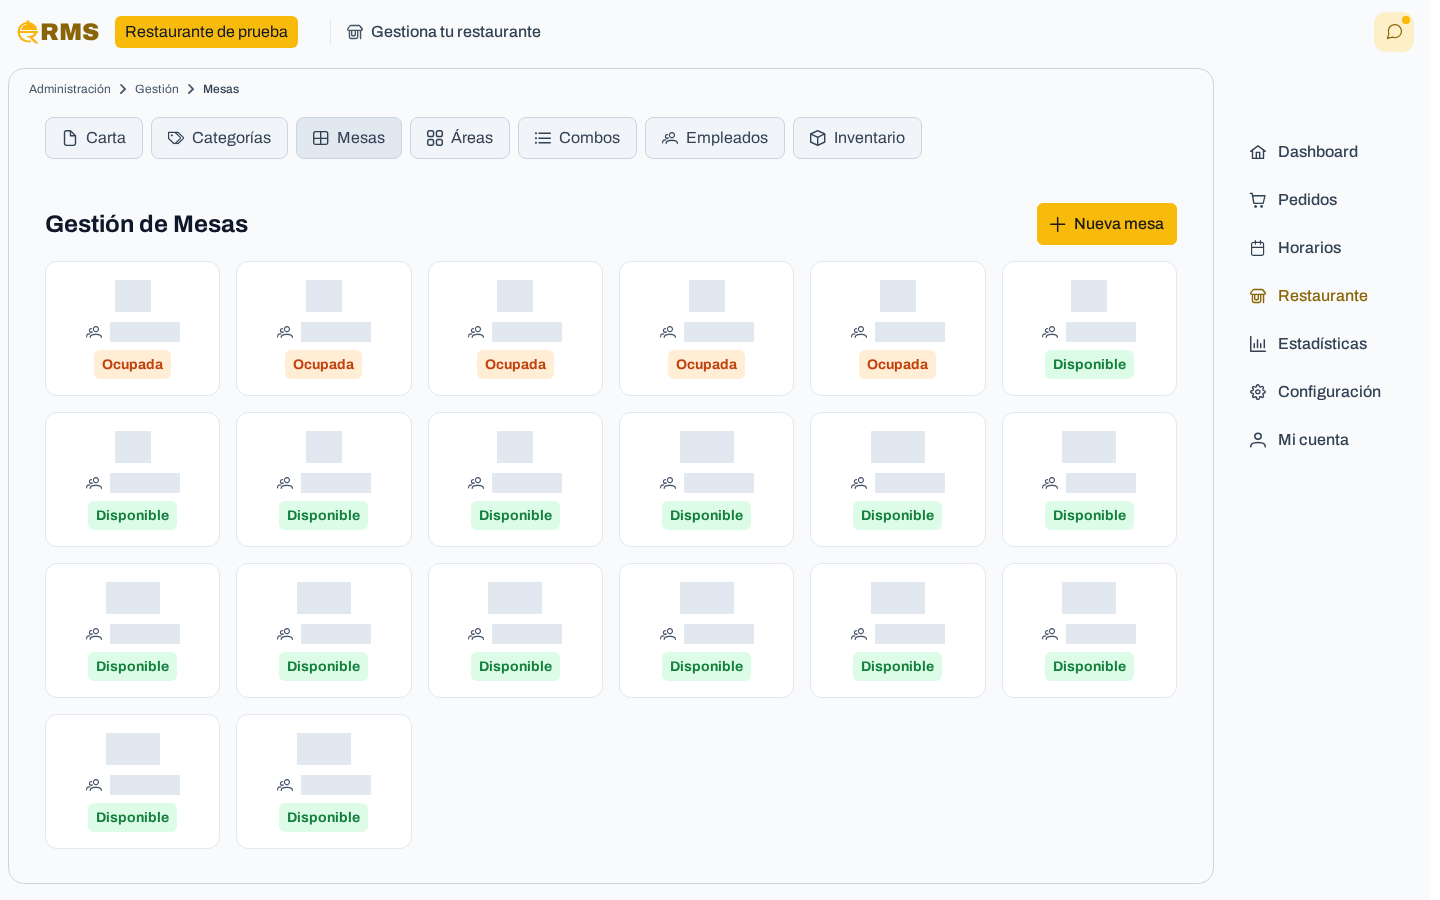 RMS Restaurante de prueba Gestiona tu restaurante
Administración Gestión Mesas
Carta Categorías Mesas Áreas Combos Empleados Inventario
Gestión de Mesas Nueva mesa
Ocupada Ocupada Ocupada Ocupada Ocupada Disponible
Disponible Disponible Disponible Disponible Disponible Disponible
Disponible Disponible Disponible Disponible Disponible Disponible
Disponible Disponible
Dashboard
Pedidos
Horarios
Restaurante
Estadísticas
Configuración
Mi cuenta